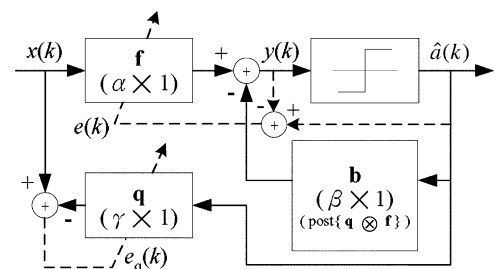 x(k)
f
(α × 1)
+
+
y(k)
â(k)
-
-
+
+
e(k)
b
(β × 1)
(post{q ⊗ f})
q
(γ × 1)
+
+
-
e_q(k)